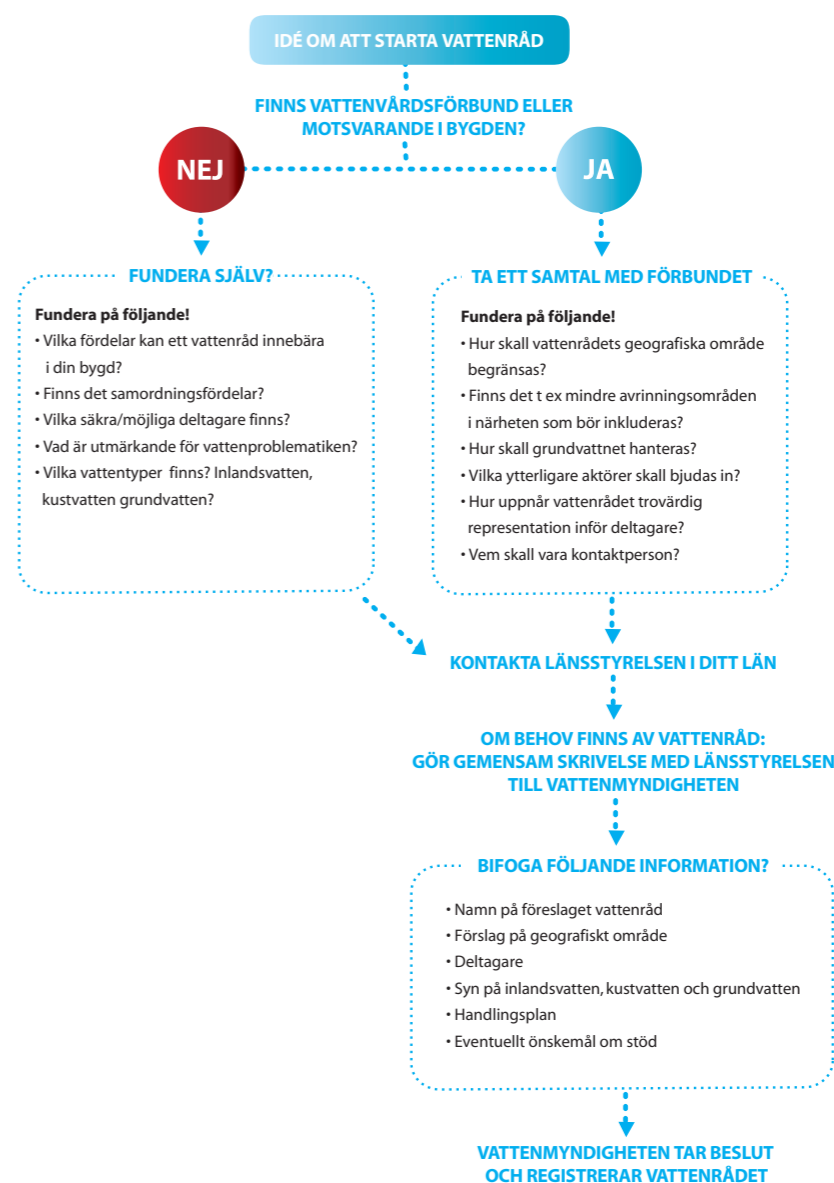 IDÉ OM ATT STARTA VATTENRÅD
FINNS VATTENVÅRDSFÖRBUND ELLER
MOTSVARANDE I BYGDEN?
NEJ
JA
FUNDERA SJÄLV?
Fundera på följande!
• Vilka fördelar kan ett vattenråd innebära
i din bygd?
• Finns det samordningsfördelar?
• Vilka säkra/möjliga deltagare finns?
• Vad är utmärkande för vattenproblematiken?
• Vilka vattentyper finns? Inlandsvatten,
kustvatten grundvatten?
TA ETT SAMTAL MED FÖRBUNDET
Fundera på följande!
• Hur skall vattenrådets geografiska område
begränsas?
• Finns det t ex mindre avrinningsområden
i närheten som bör inkluderas?
• Hur skall grundvattnet hanteras?
• Vilka ytterligare aktörer skall bjudas in?
• Hur uppnår vattenrådet trovärdig
representation inför deltagare?
• Vem skall vara kontaktperson?
KONTAKTA LÄNSSTYRELSEN I DITT LÄN
OM BEHOV FINNS AV VATTENRÅD:
GÖR GEMENSAM SKRIVELSE MED LÄNSSTYRELSEN
TILL VATTENMYNDIGHETEN
BIFOGA FÖLJANDE INFORMATION?
• Namn på föreslaget vattenråd
• Förslag på geografiskt område
• Deltagare
• Syn på inlandsvatten, kustvatten och grundvatten
• Handlingsplan
• Eventuellt önskemål om stöd
VATTENMYNDIGHETEN TAR BESLUT
OCH REGISTRERAR VATTENRÅDET